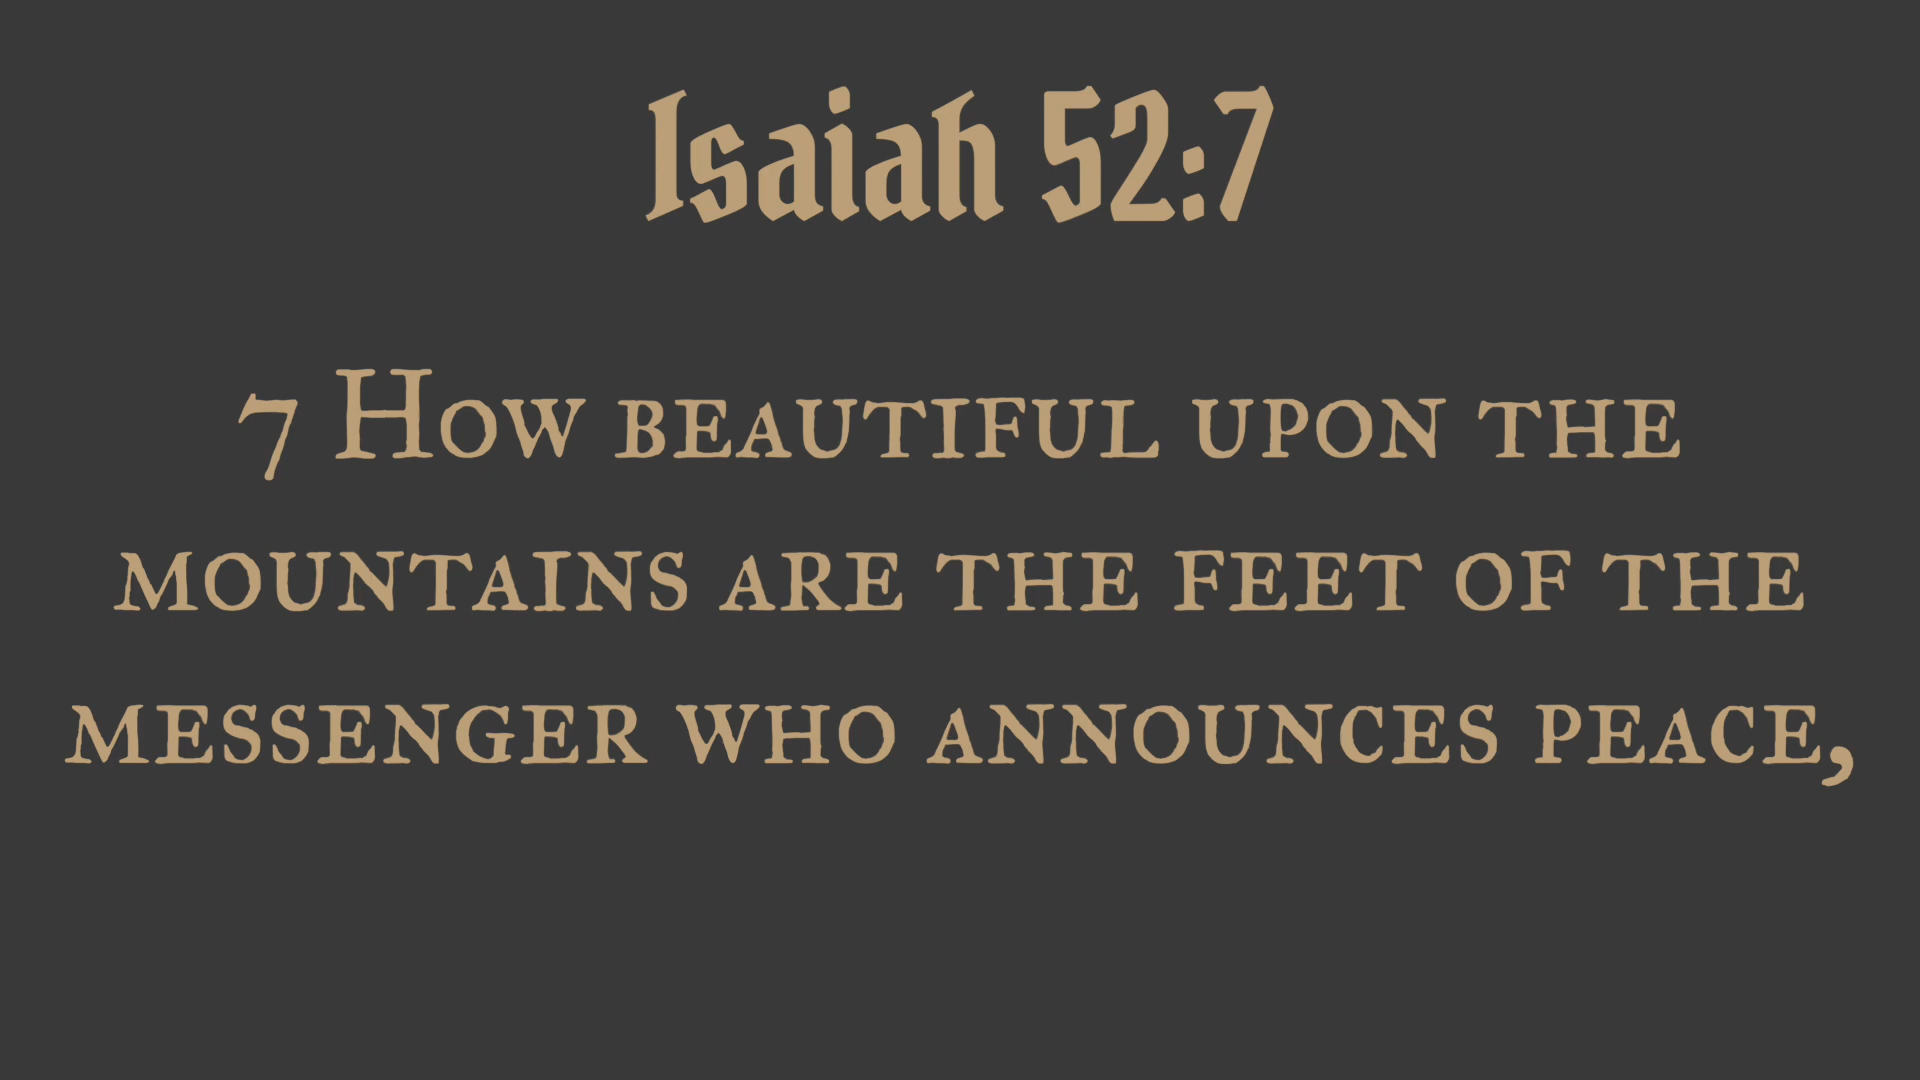 Isaiah 52:7
7 How beautiful upon the
mountains are the feet of the
messenger who announces peace,